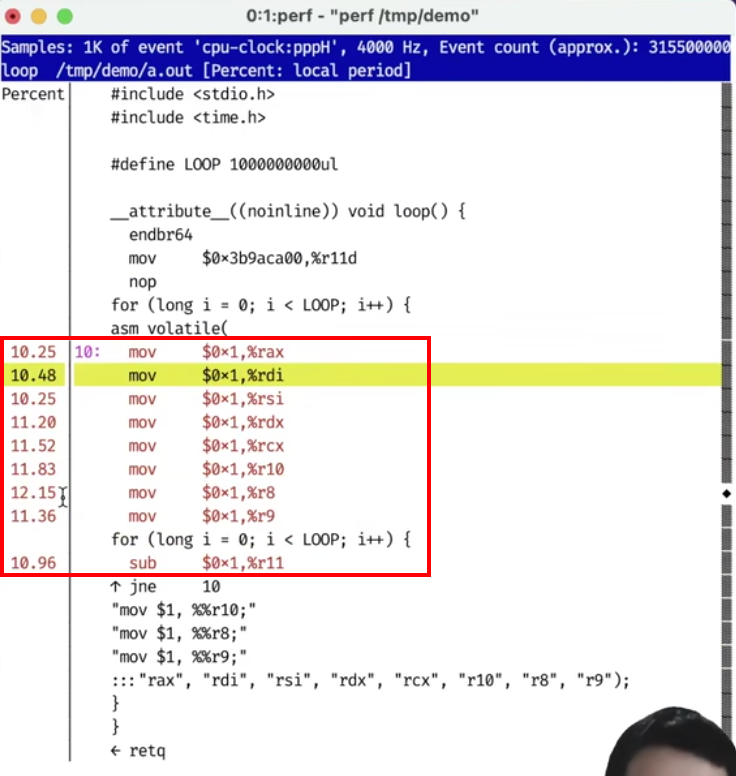 0:1:perf - "perf /tmp/demo"
Samples: 1K of event 'cpu-clock:pppH', 4000 Hz, Event count (approx.): 315500000
loop  /tmp/demo/a.out [Percent: local period]
Percent      #include <stdio.h>
#include <time.h>
#define LOOP 1000000000ul
__attribute__((noinline)) void loop() {
endbr64
mov     $0x3b9aca00,%r11d
nop
for (long i = 0; i < LOOP; i++) {
asm volatile(
10.25  10:   mov     $0x1,%rax
10.48        mov     $0x1,%rdi
10.25        mov     $0x1,%rsi
11.20        mov     $0x1,%rdx
11.52        mov     $0x1,%rcx
11.83        mov     $0x1,%r10
12.15        mov     $0x1,%r8
11.36        mov     $0x1,%r9
for (long i = 0; i < LOOP; i++) {
10.96        sub     $0x1,%r11
↑ jne     10
"mov $1, %%r10;"
"mov $1, %%r8;"
"mov $1, %%r9;"
:::"rax", "rdi", "rsi", "rdx", "rcx", "r10", "r8", "r9");
}
}
← retq